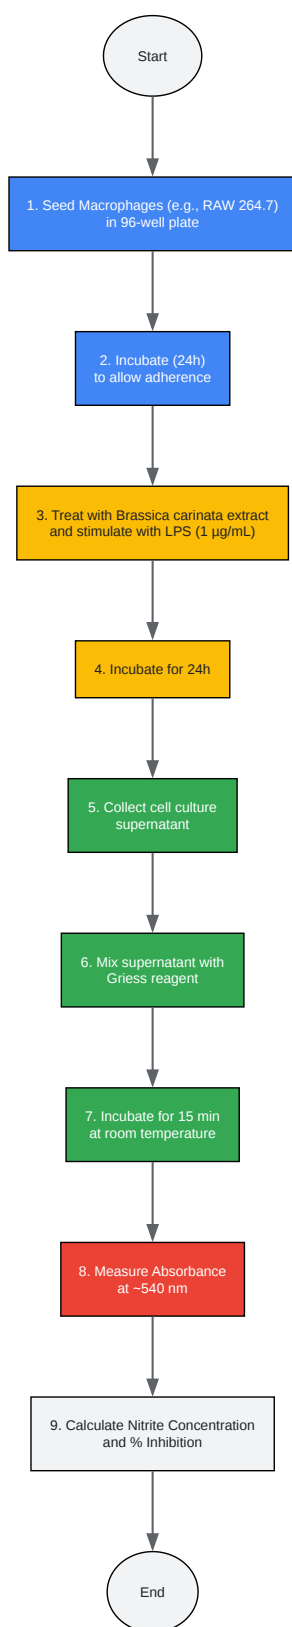 Start
1. Seed Macrophages (e.g., RAW 264.7)
in 96-well plate
2. Incubate (24h)
to allow adherence
3. Treat with Brassica carinata extract
and stimulate with LPS (1 µg/mL)
4. Incubate for 24h
5. Collect cell culture
supernatant
6. Mix supernatant with
Griess reagent
7. Incubate for 15 min
at room temperature
8. Measure Absorbance
at ~540 nm
9. Calculate Nitrite Concentration
and % Inhibition
End